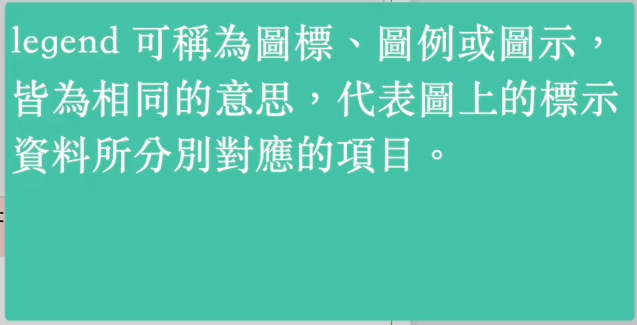 legend 可稱為圖標、圖例或圖示，
皆為相同的意思，代表圖上的標示
資料所分別對應的項目。